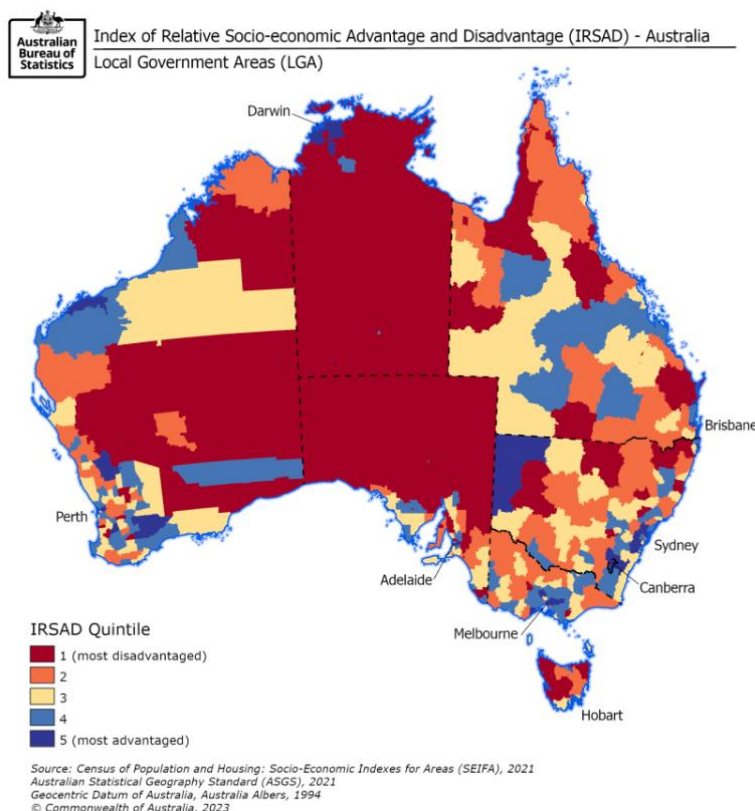 Australian
Bureau of
Statistics
Index of Relative Socio-economic Advantage and Disadvantage (IRSAD) - Australia
Local Government Areas (LGA)
Darwin
Brisbane
Perth
Sydney
Adelaide
Canberra
Melbourne
Hobart
IRSAD Quintile
1 (most disadvantaged)
2
3
4
5 (most advantaged)
Source: Census of Population and Housing: Socio-Economic Indexes for Areas (SEIFA), 2021
Australian Statistical Geography Standard (ASGS), 2021
Geocentric Datum of Australia, Australia Albers, 1994
© Commonwealth of Australia, 2023